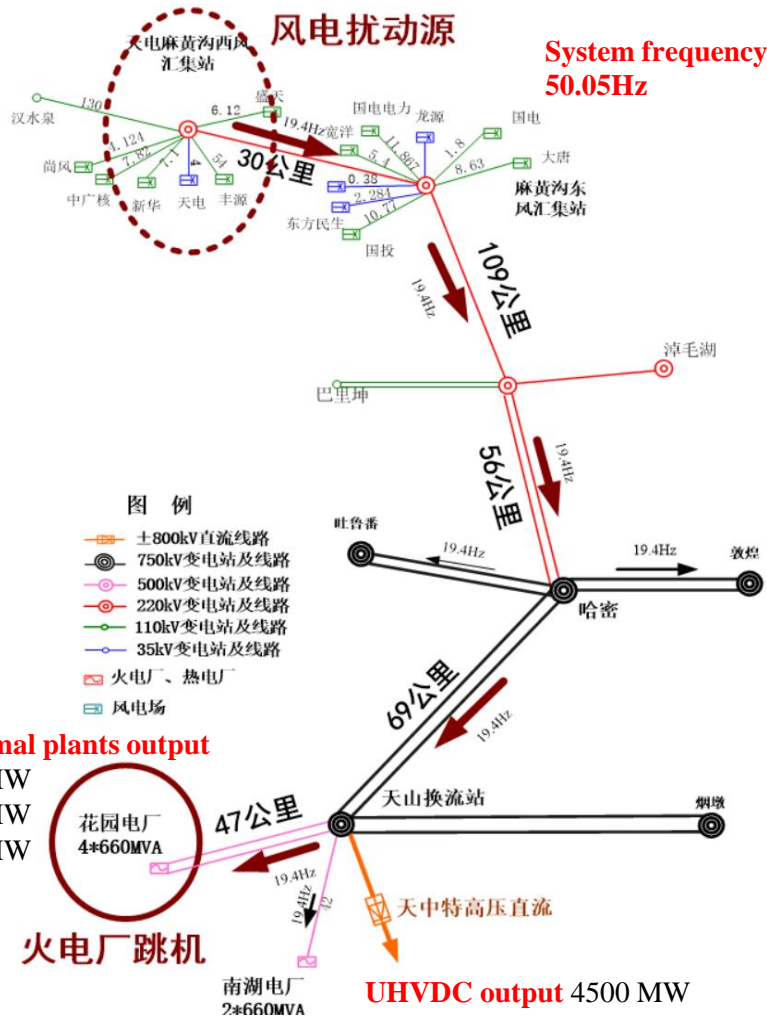 风电扰动源
System frequency
50.05Hz
天电麻黄沟西风
汇集站
汉水泉
130
6.12
盛天
19.4Hz
30公里
4.124
7.82
7.1
4
54
尚风
中广核
新华
天电
丰源
国电电力
龙源
国电
宽洋
11.867
5.4
1.8
8.63
大唐
0.38
2.284
10.77
东方民生
国投
麻黄沟东
风汇集站
19.4Hz
109公里
巴里坤
淖毛湖
56公里
19.4Hz
图 例
±800kV直流线路
750kV变电站及线路
500kV变电站及线路
220kV变电站及线路
110kV变电站及线路
35kV变电站及线路
火电厂、热电厂
风电场
吐鲁番
19.4Hz
19.4Hz
敦煌
哈密
69公里
19.4Hz
mal plants output
MW
MW
MW
花园电厂
4*660MVA
47公里
19.4Hz
天山换流站
烟墩
19.4Hz
42
天中特高压直流
火电厂跳机
南湖电厂
2*660MVA
UHVDC output 4500 MW